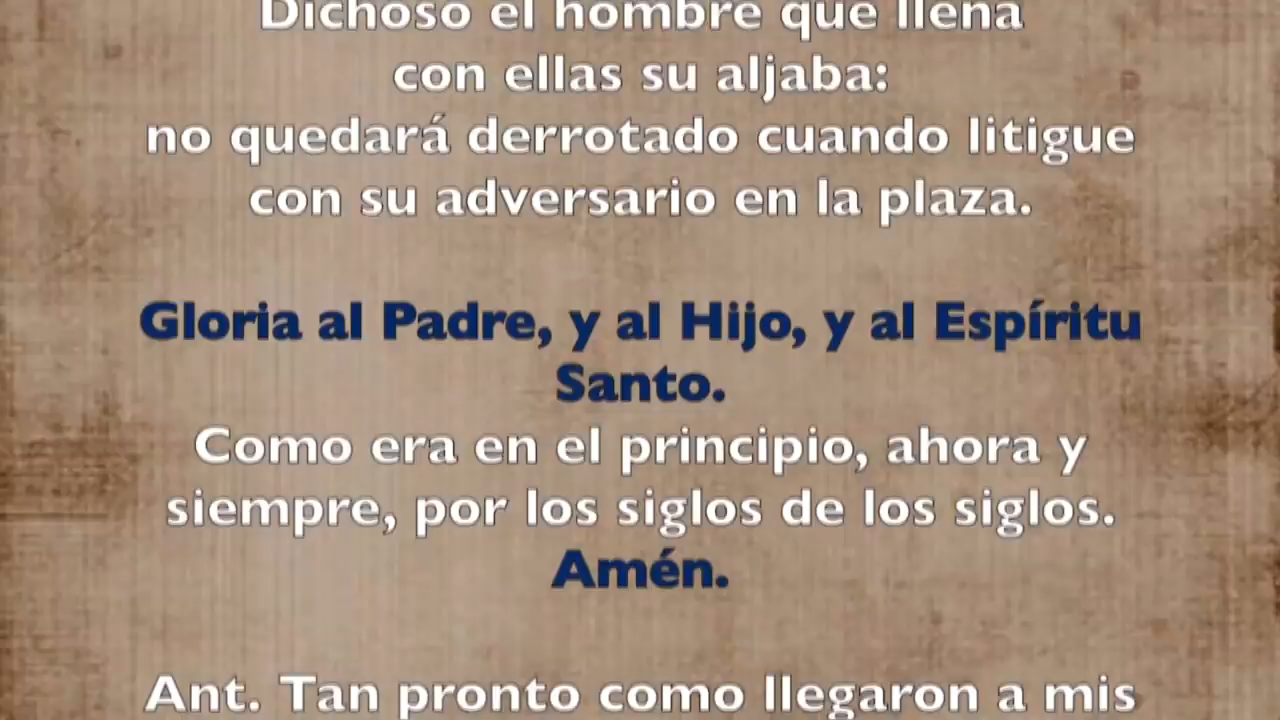 Dichoso el hombre que llena
con ellas su aljaba:
no quedará derrotado cuando litigue
con su adversario en la plaza.
Gloria al Padre, y al Hijo, y al Espíritu
Santo.
Como era en el principio, ahora y
siempre, por los siglos de los siglos.
Amén.
Ant. Tan pronto como llegaron a mis